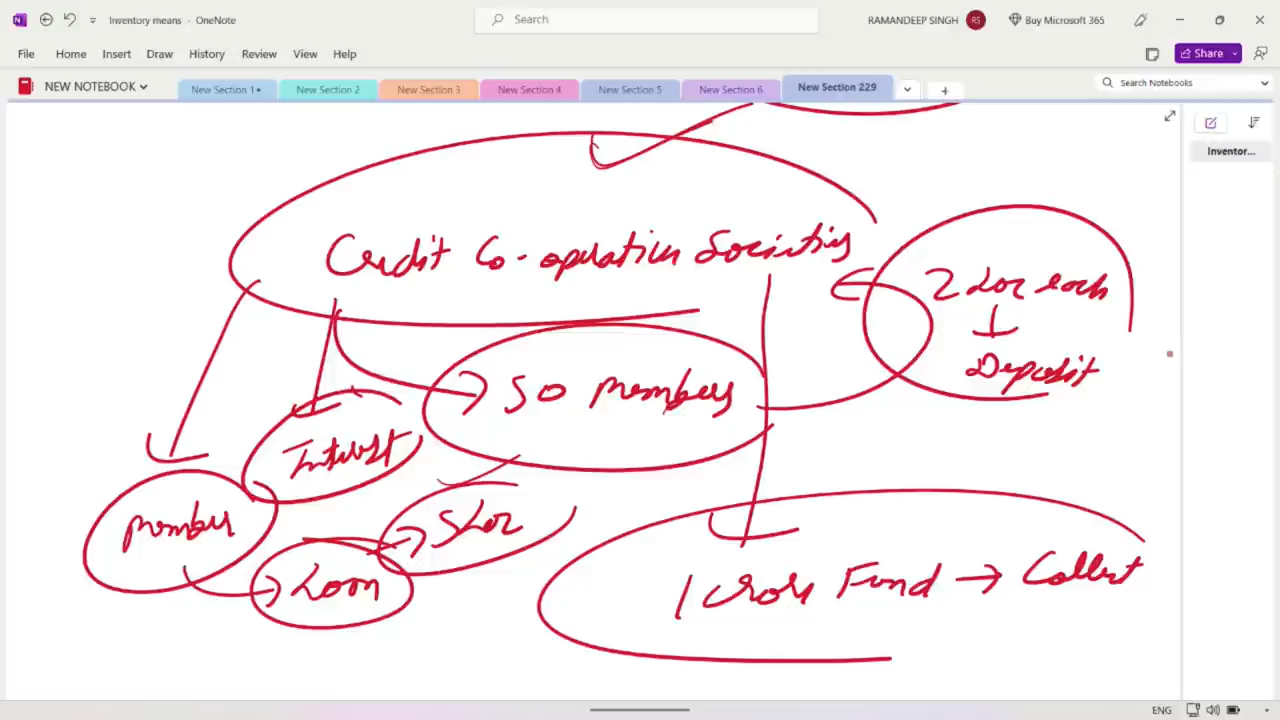 Inventory means - OneNote
Search
RAMANDEEP SINGH
RS
Buy Microsoft 365
File Home Insert Draw History Review View Help
Share
NEW NOTEBOOK
New Section 1
New Section 2
New Section 3
New Section 4
New Section 5
New Section 6
New Section 229
+
Search Notebooks
Inventor...
Credit Co-operation Societies
2 Lac each
Deposit
50 members
Interest
member
5 Lac
Loan
1 crore Fund → Collect
ENG